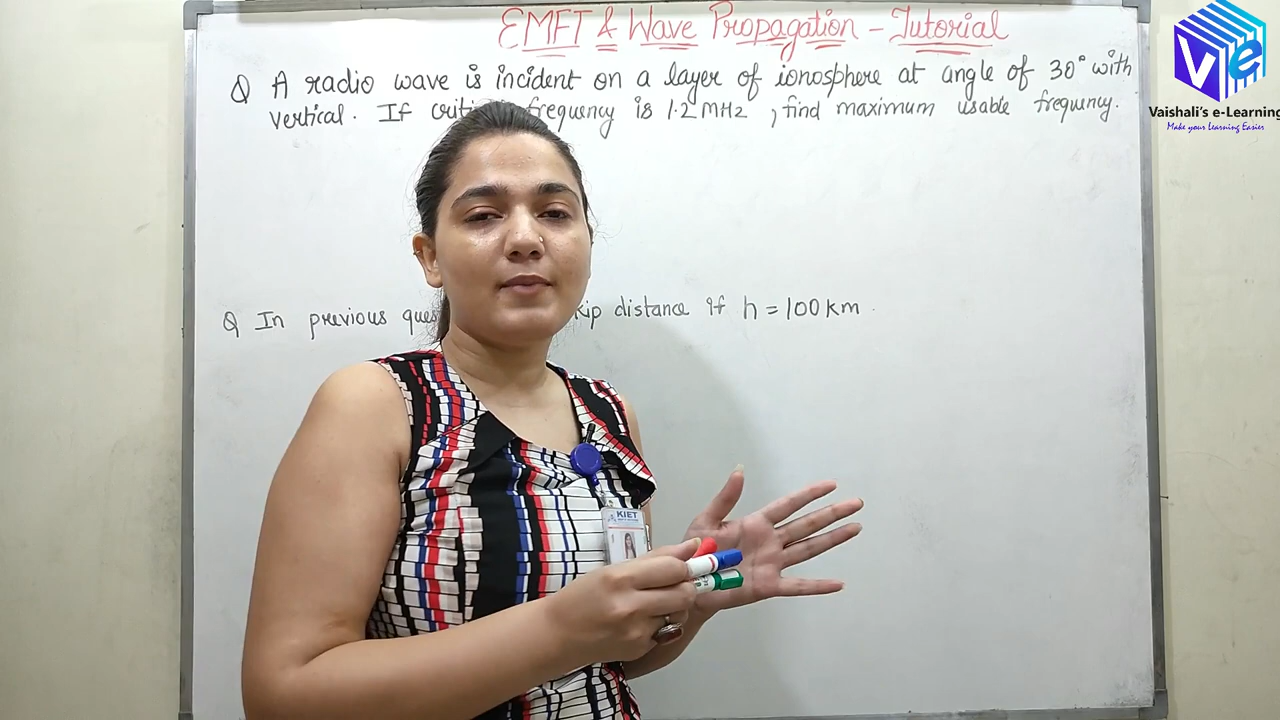 EMFT & Wave Propagation - Tutorial
Q A radio wave is incident on a layer of ionosphere at angle of 30° with
vertical. If frequency is 1.2 MHz, find maximum usable frequency.
Q In previous distance if h = 100 km.
Ve
Vaishali's e-Learning
Make your Learning Easier
KIET